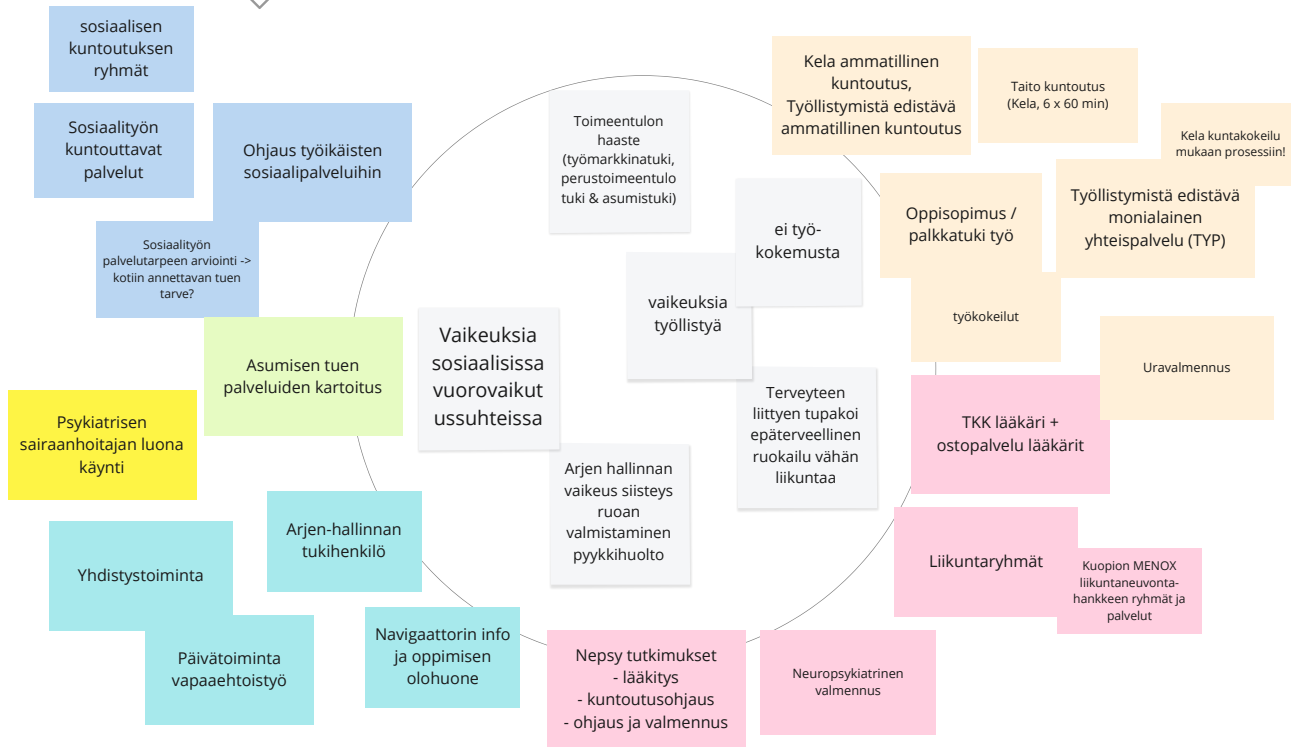 sosiaalisen
kuntoutuksen
ryhmät
Sosiaalityön
kuntouttavat
palvelut
Ohjaus työikäisten
sosiaalipalveluihin
Sosiaalityön
palvelutarpeen arviointi ->
kotiin annettavan tuen
tarve?
Asumisen tuen
palveluiden kartoitus
Psykiatrisen
sairaanhoitajan luona
käynti
Arjen-hallinnan
tukihenkilö
Yhdistystoiminta
Päivätoiminta
vapaaehtoistyö
Navigaattorin info
ja oppimisen
olohuone
Toimeentulon
haaste
(työmarkkinatuki,
perustoimeentulo
tuki & asumistuki)
ei työ-
kokemusta
vaikeuksia
työllistyä
Vaikeuksia
sosiaalisissa
vuorovaikut
ussuhteissa
Terveyteen
liittyen tupakoi
epäterveellinen
ruokailu vähän
liikuntaa
Arjen hallinnan
vaikeus siisteys
ruoan
valmistaminen
pyykkihuolto
Kela ammatillinen
kuntoutus,
Työllistymistä edistävä
ammatillinen kuntoutus
Taito kuntoutus
(Kela, 6 x 60 min)
Kela kuntakokeilu
mukaan prosessiin!
Oppisopimus /
palkkatuki työ
Työllistymistä edistävä
monialainen
yhteispalvelu (TYP)
työkokeilut
Uravalmennus
TKK lääkäri +
ostopalvelu lääkärit
Liikuntaryhmät
Kuopion MENOX
liikuntaneuvonta-
hankkeen ryhmät ja
palvelut
Nepsy tutkimukset
- lääkitys
- kuntoutusohjaus
- ohjaus ja valmennus
Neuropsykiatrinen
valmennus